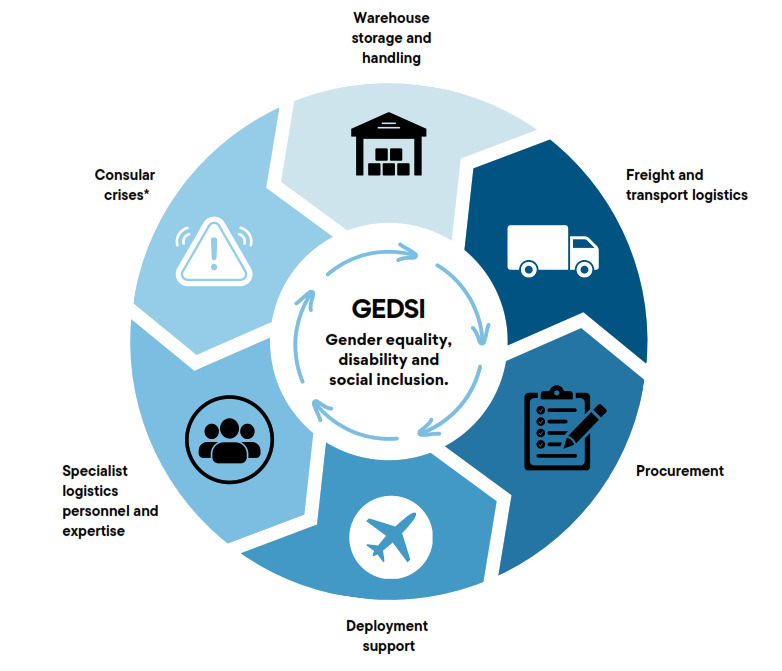 Warehouse
storage and
handling
Freight and
transport logistics
Procurement
Deployment
support
Specialist
logistics
personnel and
expertise
Consular
crises*
GEDSI
Gender equality,
disability and
social inclusion.